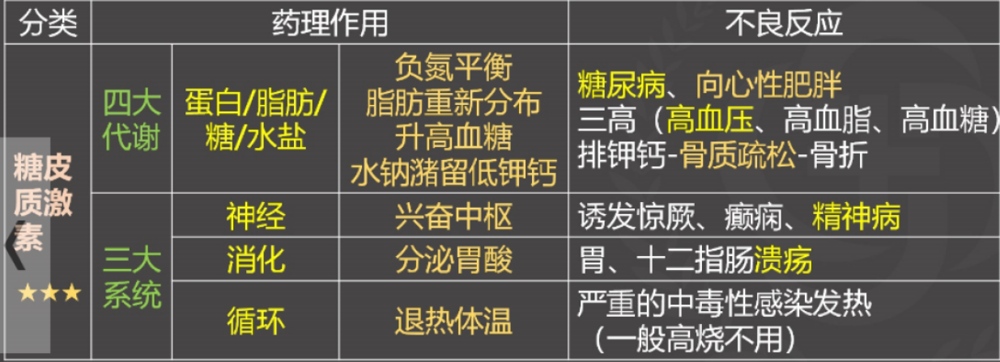 分类
药理作用
不良反应
糖皮
质激
素
★★★
四大
代谢
蛋白/脂肪/
糖/水盐
负氮平衡
脂肪重新分布
升高血糖
水钠潴留低钾钙
糖尿病、向心性肥胖
三高（高血压、高血脂、高血糖）
排钾钙-骨质疏松-骨折
三大
系统
神经
兴奋中枢
诱发惊厥、癫痫、精神病
消化
分泌胃酸
胃、十二指肠溃疡
循环
退热体温
严重的中毒性感染发热
（一般高烧不用）